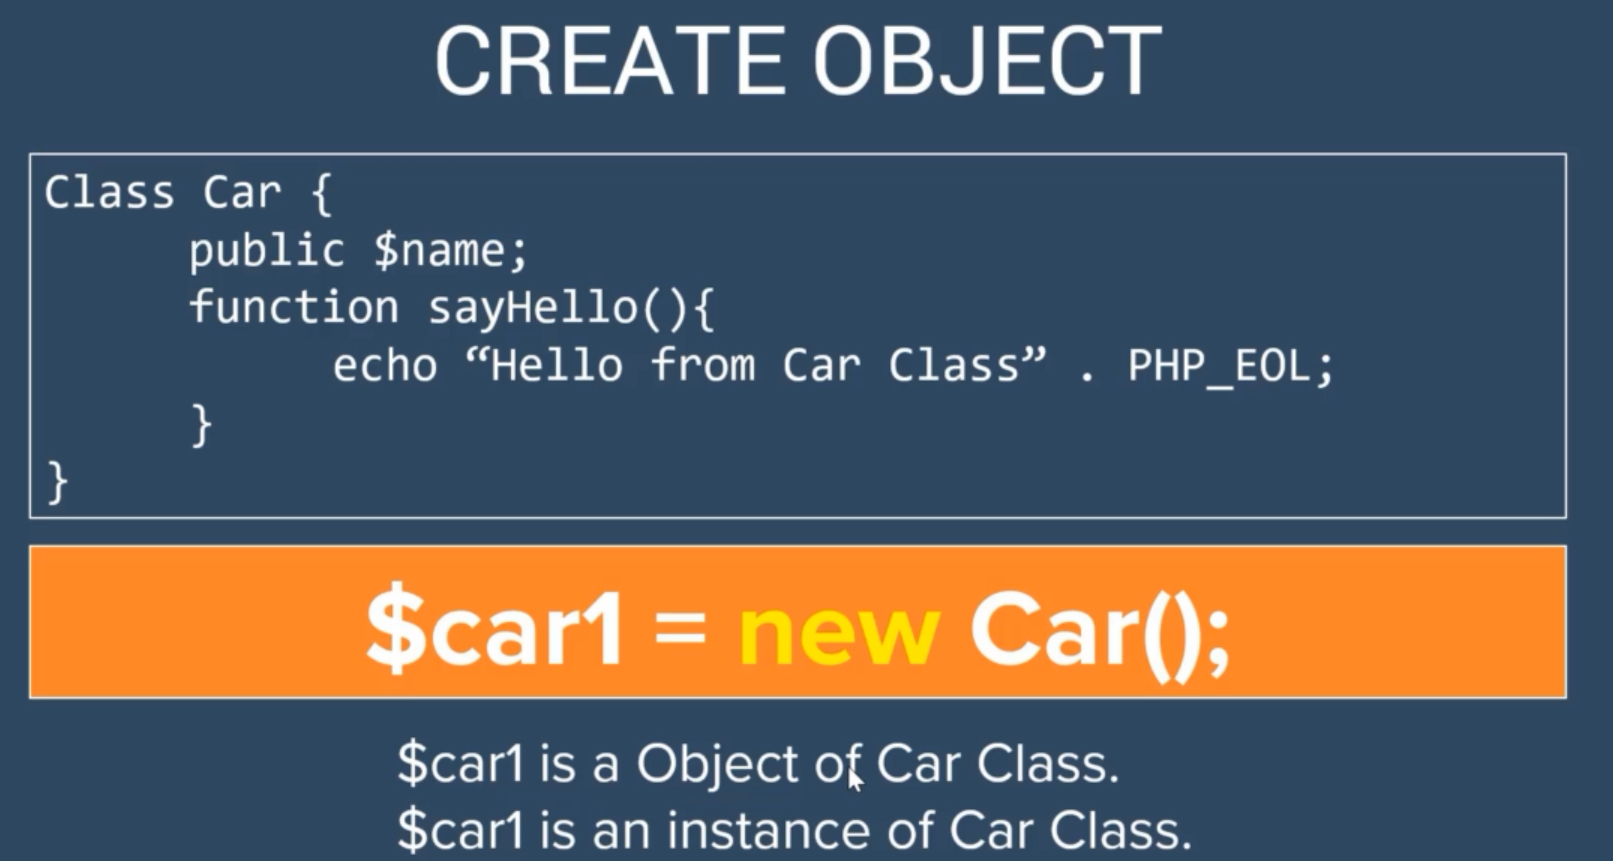 CREATE OBJECT
Class Car {
public $name;
function sayHello(){
echo “Hello from Car Class” . PHP_EOL;
}
}
$car1 = new Car();
$car1 is a Object of Car Class.
$car1 is an instance of Car Class.